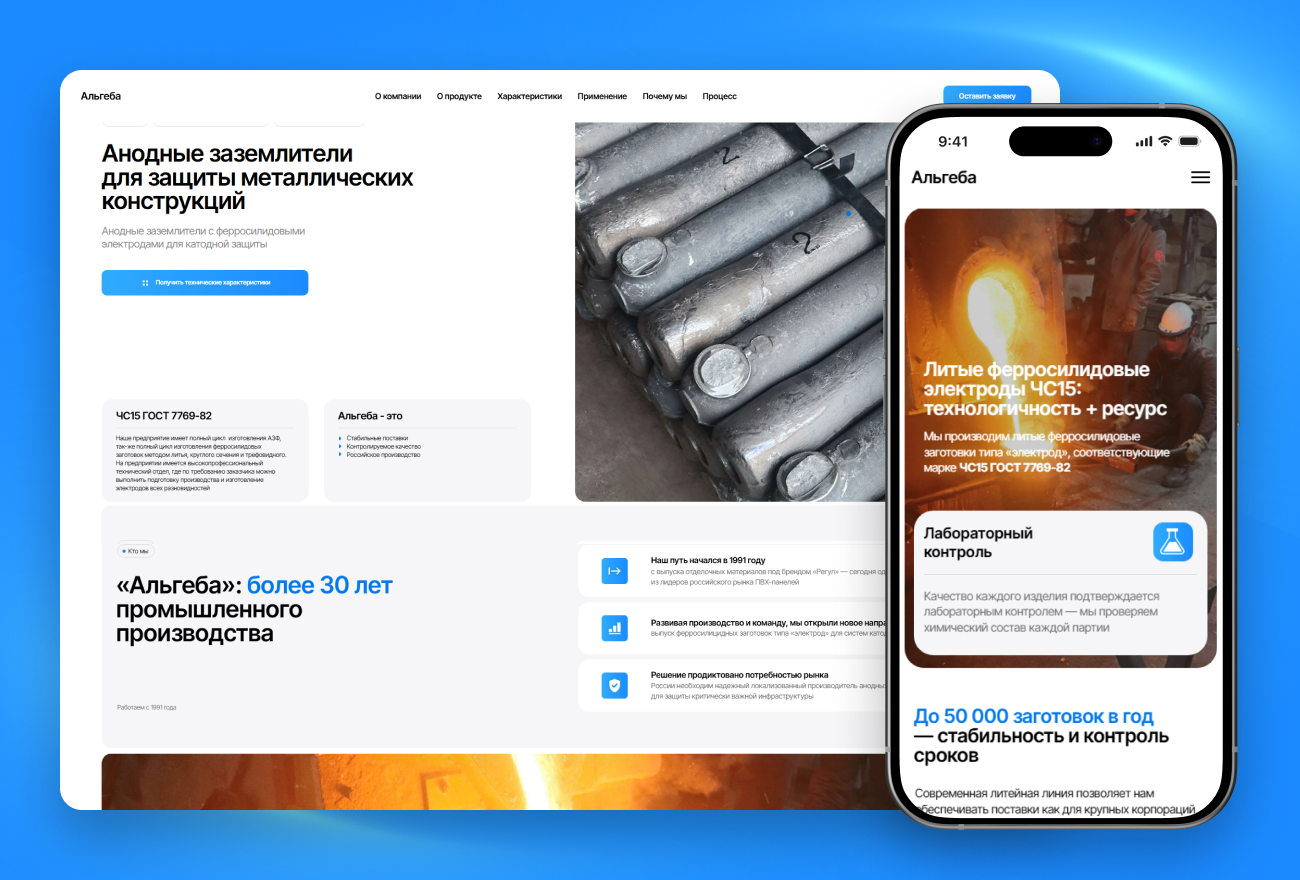 Альгеба
О компании
О продукте
Характеристики
Применение
Почему мы
Процесс
Оставить заявку
Анодные заземлители
для защиты металлических
конструкций
Анодные заземлители с ферросилидовыми
электродами для катодной защиты
Получить технические характеристики
2
2
ЧС15 ГОСТ 7769-82
Наше предприятие имеет полный цикл изготовления АЗФ,
так-же полный цикл изготовления ферросилидовых
заготовок методом литья, круглого сечения и трефовидного.
На предприятии имеется высокопрофессиональный
технический отдел, где по требованию заказчика можно
выполнить подготовку производства и изготовление
электродов всех разновидностей
Альгеба - это
Стабильные поставки
Контролируемое качество
Российское производство
Кто мы
«Альгеба»: более 30 лет
промышленного
производства
Работаем с 1991 года
Наш путь начался в 1991 году
с выпуска отделочных материалов под брендом «Регул» — сегодня
из лидеров российского рынка ПВХ-панелей
Развивая производство и команду, мы открыли новое напра
выпуск ферросилицидных заготовок типа «электрод» для систем като
Решение продиктовано потребностью рынка
России необходим надежный локализованный производитель анодны
для защиты критически важной инфраструктуры
9:41
Альгеба
Литые ферросилидовые
электроды ЧС15:
технологичность + ресурс
Мы производим литые ферросилидовые
заготовки типа «электрод», соответствующие
марке ЧС15 ГОСТ 7769-82
Лабораторный
контроль
Качество каждого изделия подтверждается
лабораторным контролем — мы проверяем
химический состав каждой партии
До 50 000 заготовок в год
— стабильность и контроль
сроков
Современная литейная линия позволяет нам
обеспечивать поставки как для крупных корпораций